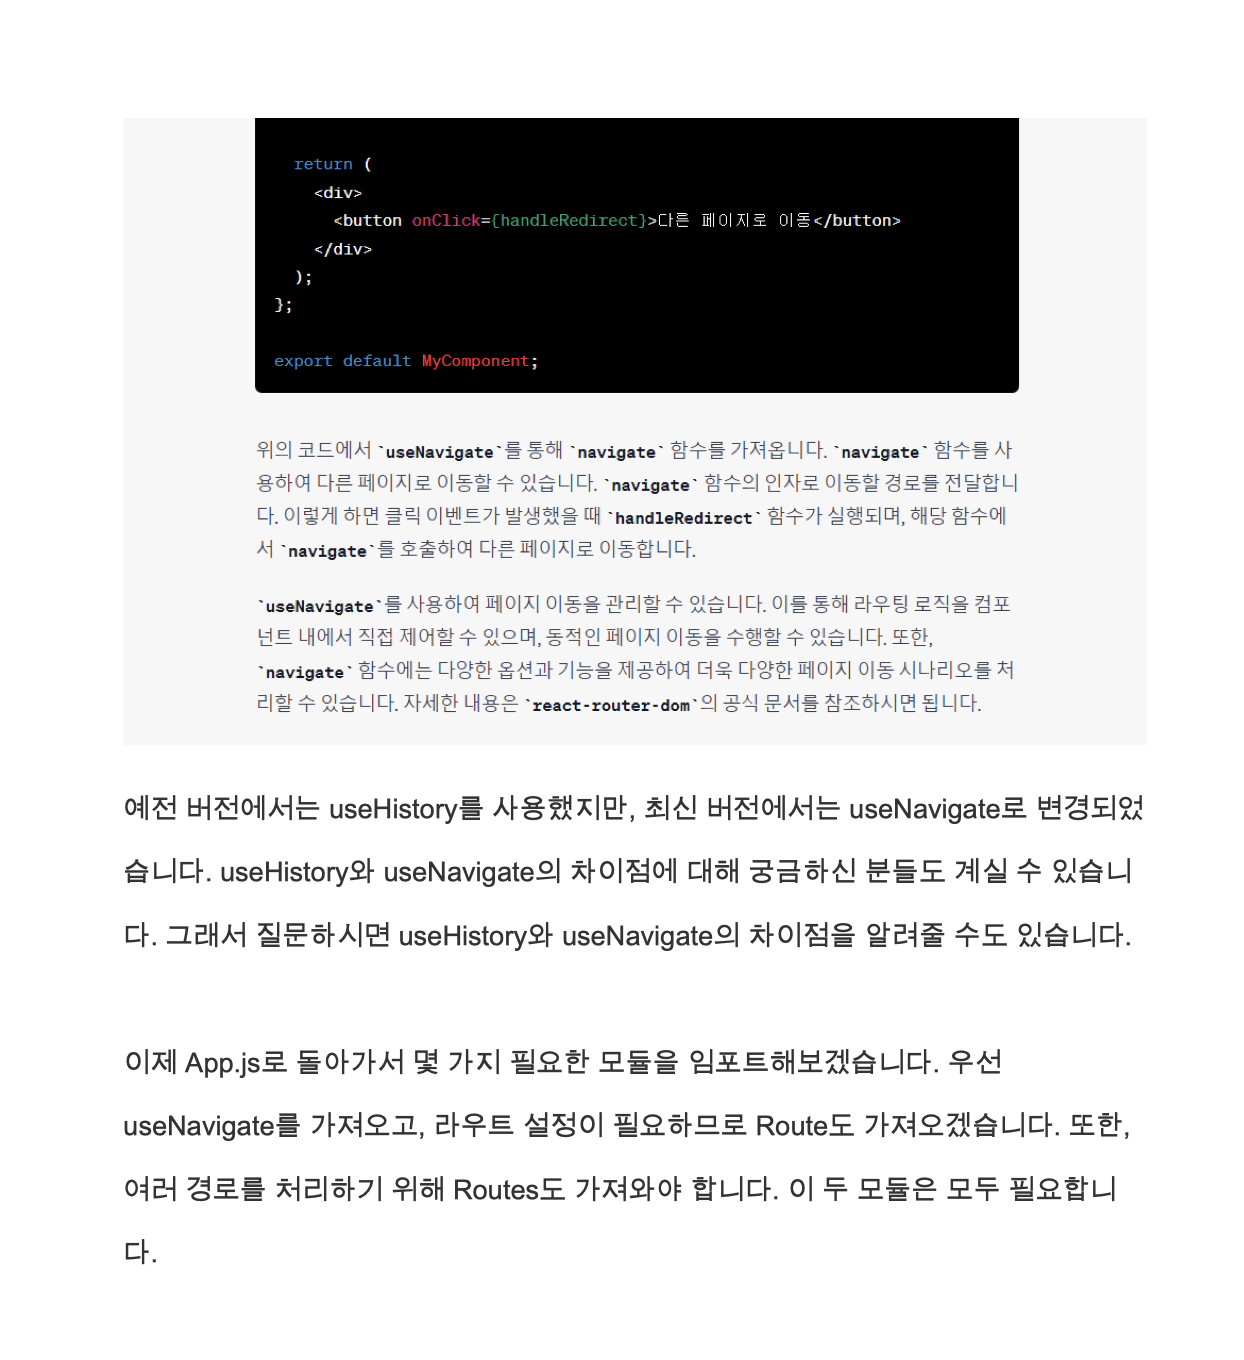 return (
<div>
<button onClick={handleRedirect}>다른 페이지로 이동</button>
</div>
);
};
export default MyComponent;
위의 코드에서 `useNavigate`를 통해 `navigate` 함수를 가져옵니다. `navigate` 함수를 사
용하여 다른 페이지로 이동할 수 있습니다. `navigate` 함수의 인자로 이동할 경로를 전달합니
다. 이렇게 하면 클릭 이벤트가 발생했을 때 `handleRedirect` 함수가 실행되며, 해당 함수에
서 `navigate`를 호출하여 다른 페이지로 이동합니다.
`useNavigate`를 사용하여 페이지 이동을 관리할 수 있습니다. 이를 통해 라우팅 로직을 컴포
넌트 내에서 직접 제어할 수 있으며, 동적인 페이지 이동을 수행할 수 있습니다. 또한,
`navigate` 함수에는 다양한 옵션과 기능을 제공하여 더욱 다양한 페이지 이동 시나리오를 처
리할 수 있습니다. 자세한 내용은 `react-router-dom`의 공식 문서를 참조하시면 됩니다.
예전 버전에서는 useHistory를 사용했지만, 최신 버전에서는 useNavigate로 변경되었
습니다. useHistory와 useNavigate의 차이점에 대해 궁금하신 분들도 계실 수 있습니
다. 그래서 질문하시면 useHistory와 useNavigate의 차이점을 알려줄 수도 있습니다.
이제 App.js로 돌아가서 몇 가지 필요한 모듈을 임포트해보겠습니다. 우선
useNavigate를 가져오고, 라우트 설정이 필요하므로 Route도 가져오겠습니다. 또한,
여러 경로를 처리하기 위해 Routes도 가져와야 합니다. 이 두 모듈은 모두 필요합니
다.